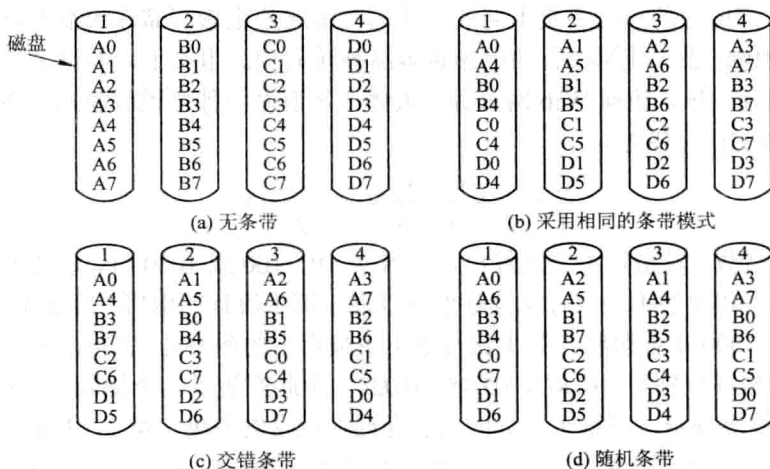 1 2 3 4
磁盘
A0 B0 C0 D0
A1 B1 C1 D1
A2 B2 C2 D2
A3 B3 C3 D3
A4 B4 C4 D4
A5 B5 C5 D5
A6 B6 C6 D6
A7 B7 C7 D7
(a) 无条带
1 2 3 4
A0 A1 A2 A3
A4 A5 A6 A7
B0 B1 B2 B3
B4 B5 B6 B7
C0 C1 C2 C3
C4 C5 C6 C7
D0 D1 D2 D3
D4 D5 D6 D7
(b) 采用相同的条带模式
1 2 3 4
A0 A1 A2 A3
A4 A5 A6 A7
B3 B0 B1 B2
B7 B4 B5 B6
C2 C3 C0 C1
C6 C7 C4 C5
D1 D2 D3 D0
D5 D6 D7 D4
(c) 交错条带
1 2 3 4
A0 A2 A1 A3
A6 A5 A4 A7
B3 B1 B2 B0
B4 B7 B5 B6
C0 C2 C3 C1
C7 C6 C4 C5
D1 D2 D3 D0
D6 D5 D4 D7
(d) 随机条带